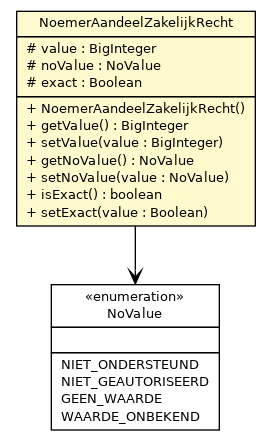 NoemerAandeelZakelijkRecht
# value : BigInteger
# noValue : NoValue
# exact : Boolean
+ NoemerAandeelZakelijkRecht()
+ getValue() : BigInteger
+ setValue(value : BigInteger)
+ getNoValue() : NoValue
+ setNoValue(value : NoValue)
+ isExact() : boolean
+ setExact(value : Boolean)
«enumeration»
NoValue
NIET_ONDERSTEUND
NIET_GEAUTORISEERD
GEEN_WAARDE
WAARDE_ONBEKEND